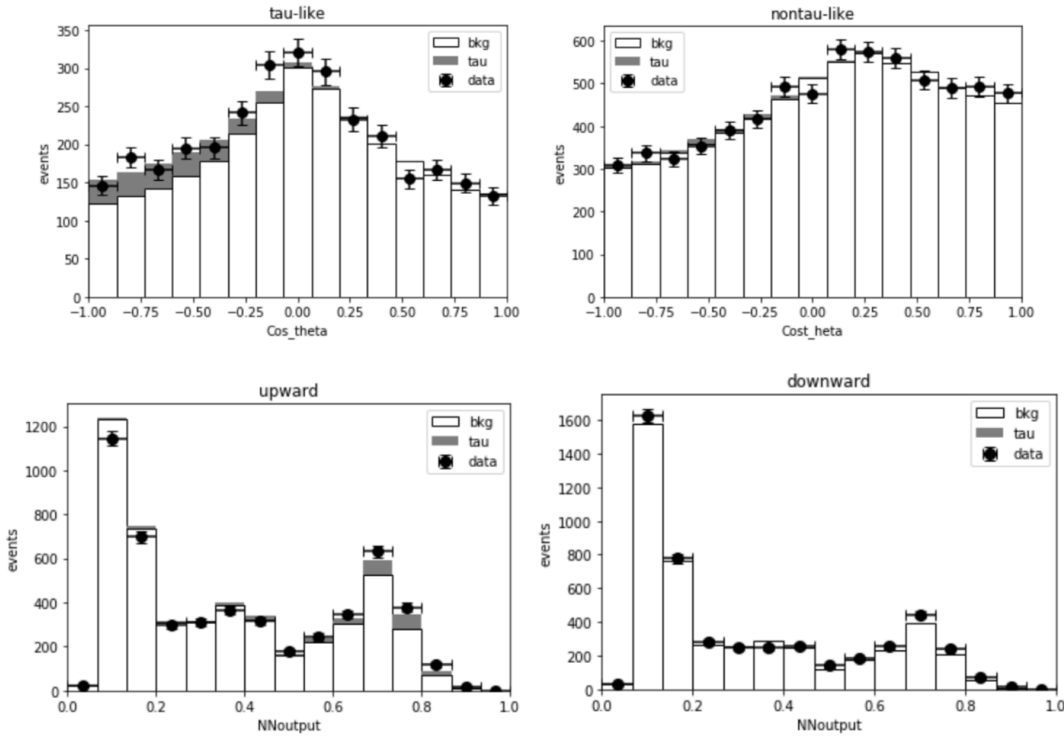 tau-like
350
300
250
200
150
100
50
0
events
bkg
tau
data
−1.00 −0.75 −0.50 −0.25 0.00 0.25 0.50 0.75 1.00
Cos_theta
nontau-like
600
500
400
300
200
100
0
events
bkg
tau
data
−1.00 −0.75 −0.50 −0.25 0.00 0.25 0.50 0.75 1.00
Cost_heta
upward
1200
1000
800
600
400
200
0
events
bkg
tau
data
0.0 0.2 0.4 0.6 0.8 1.0
NNoutput
downward
1600
1400
1200
1000
800
600
400
200
0
events
bkg
tau
data
0.0 0.2 0.4 0.6 0.8 1.0
NNoutput